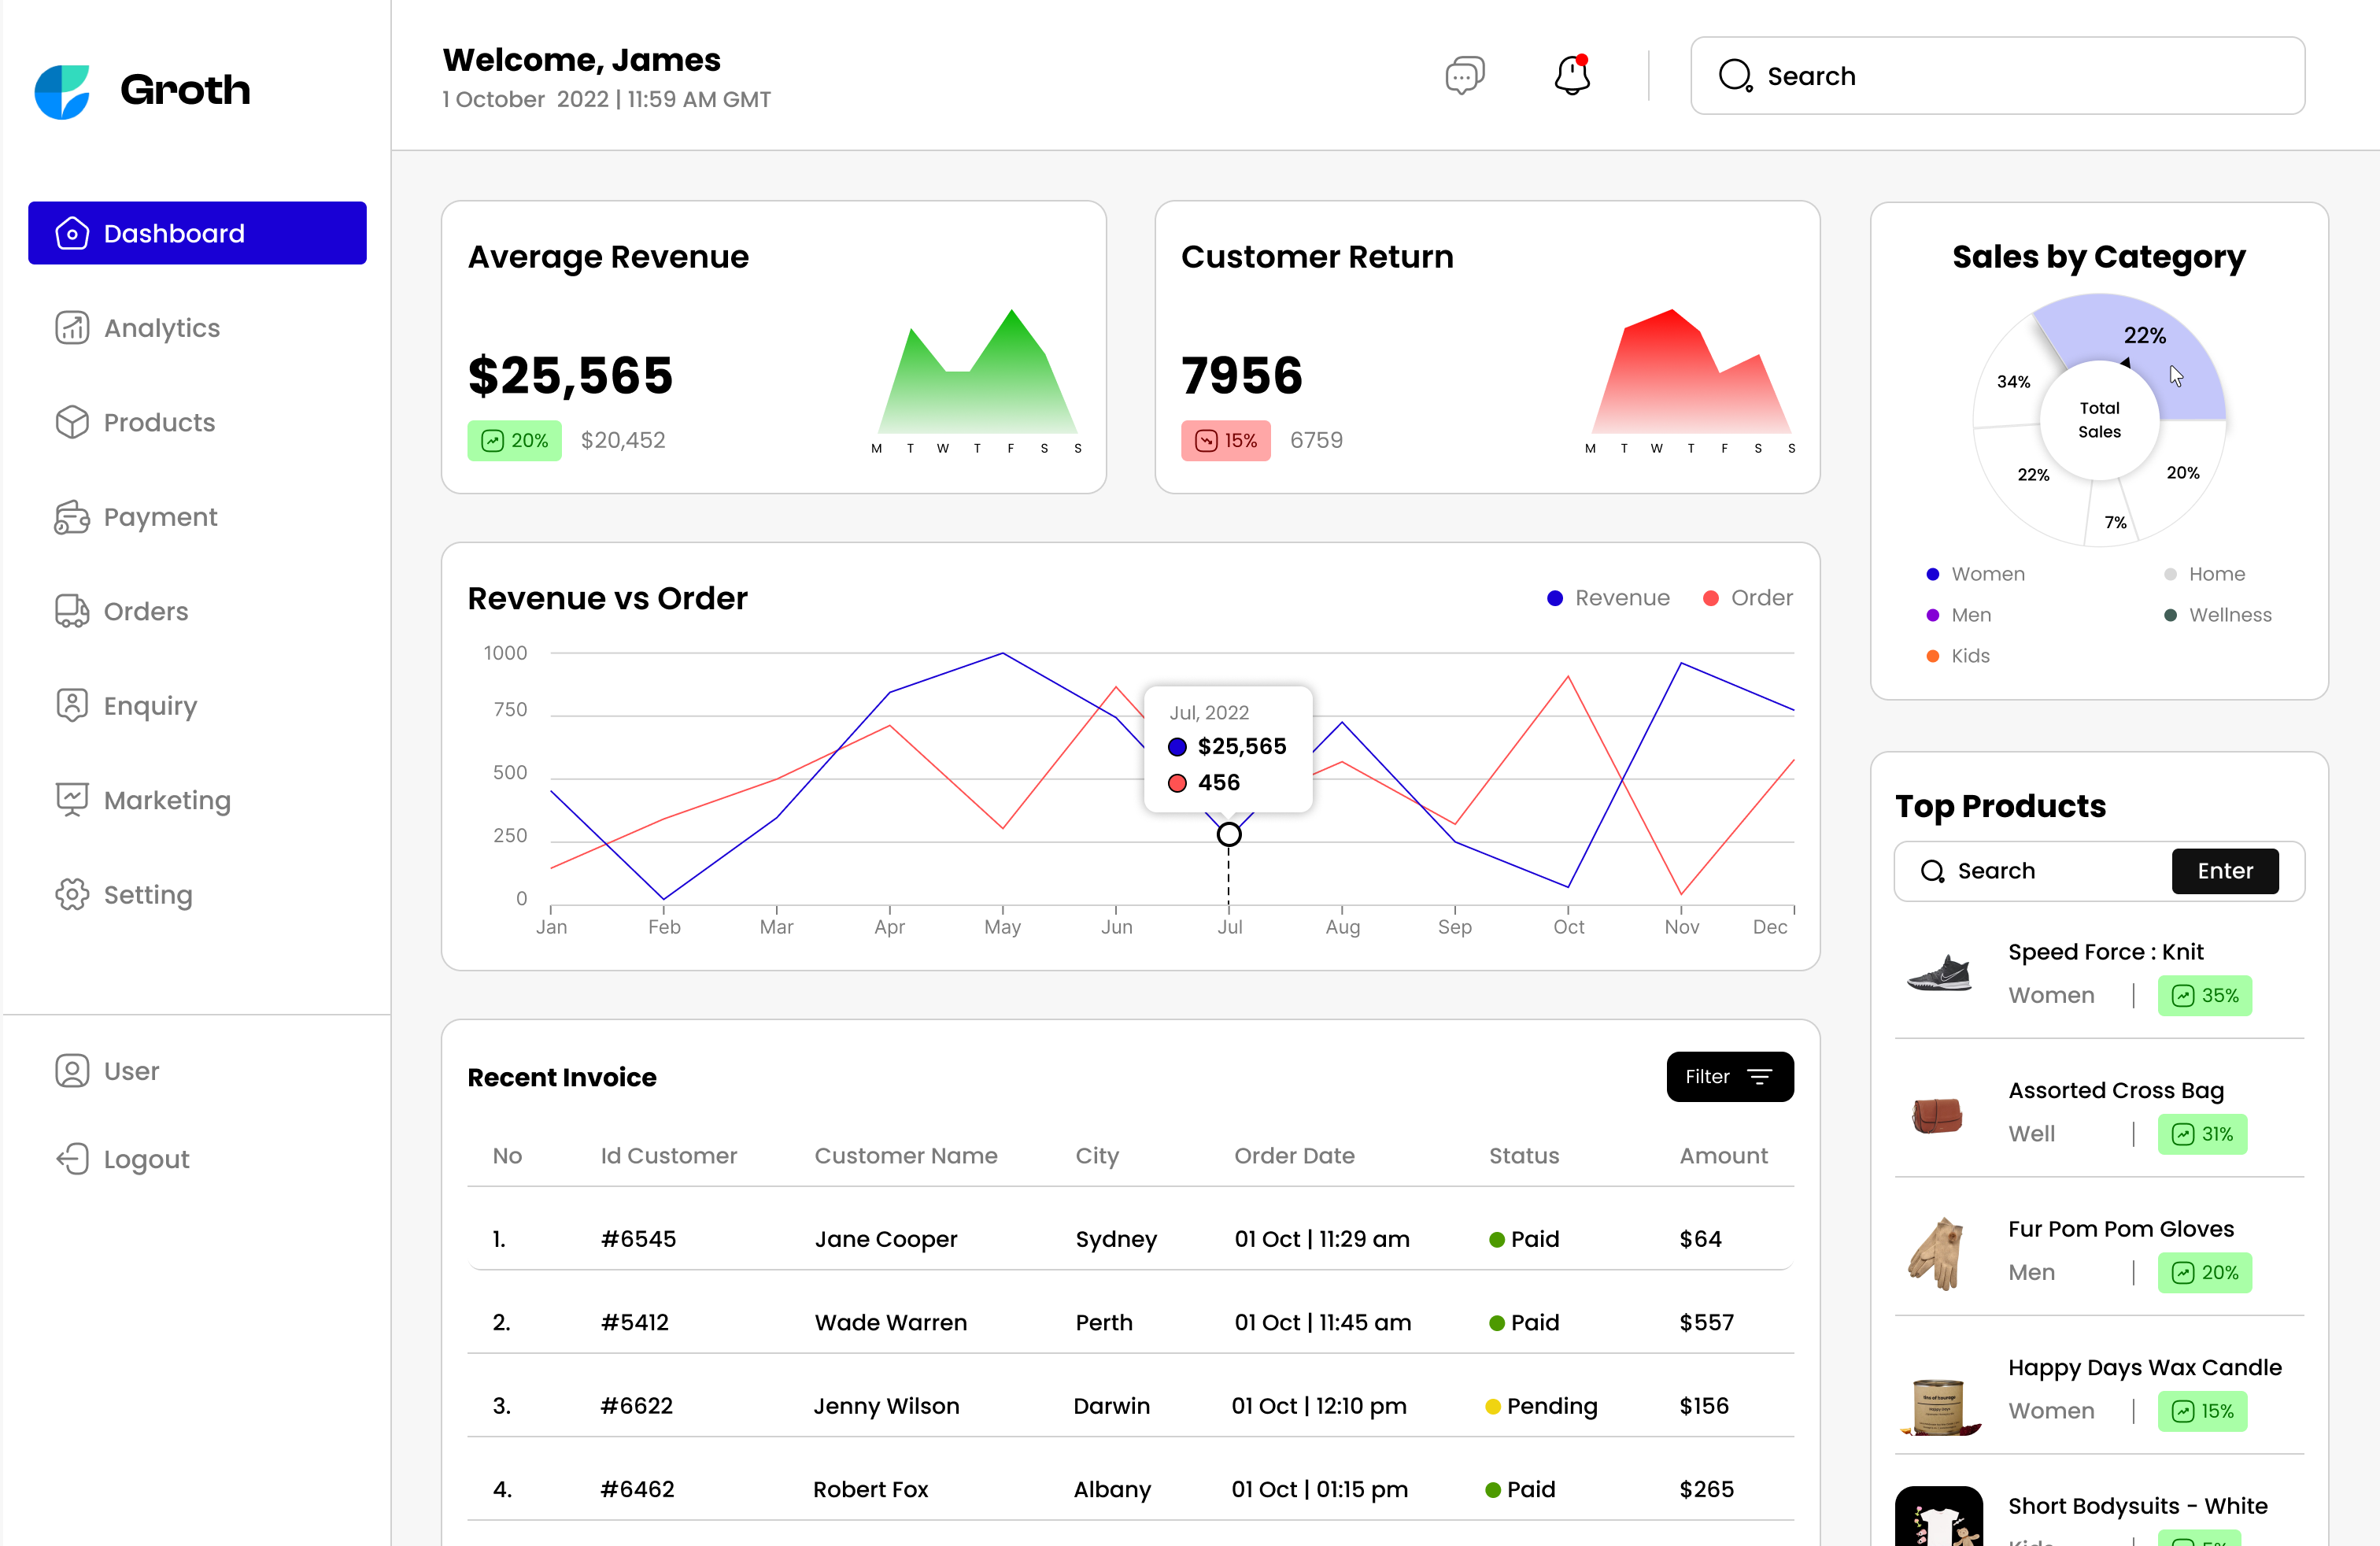 Groth
Dashboard
Analytics
Products
Payment
Orders
Enquiry
Marketing
Setting
User
Logout
Welcome, James
1 October 2022 | 11:59 AM GMT
Search
Average Revenue
$25,565
20% $20,452
M T W T F S S
Customer Return
7956
15% 6759
M T W T F S S
Revenue vs Order
Revenue Order
1000
750
500
250
0
Jul, 2022
$25,565
456
Jan Feb Mar Apr May Jun Jul Aug Sep Oct Nov Dec
Recent Invoice
Filter
No Id Customer Customer Name City Order Date Status Amount
1. #6545 Jane Cooper Sydney 01 Oct | 11:29 am Paid $64
2. #5412 Wade Warren Perth 01 Oct | 11:45 am Paid $557
3. #6622 Jenny Wilson Darwin 01 Oct | 12:10 pm Pending $156
4. #6462 Robert Fox Albany 01 Oct | 01:15 pm Paid $265
Sales by Category
22%
34%
Total
Sales
22%
20%
7%
Women Home
Men Wellness
Kids
Top Products
Search Enter
Speed Force : Knit
Women | 35%
Assorted Cross Bag
Well | 31%
Fur Pom Pom Gloves
Men | 20%
Happy Days Wax Candle
Women | 15%
Short Bodysuits - White